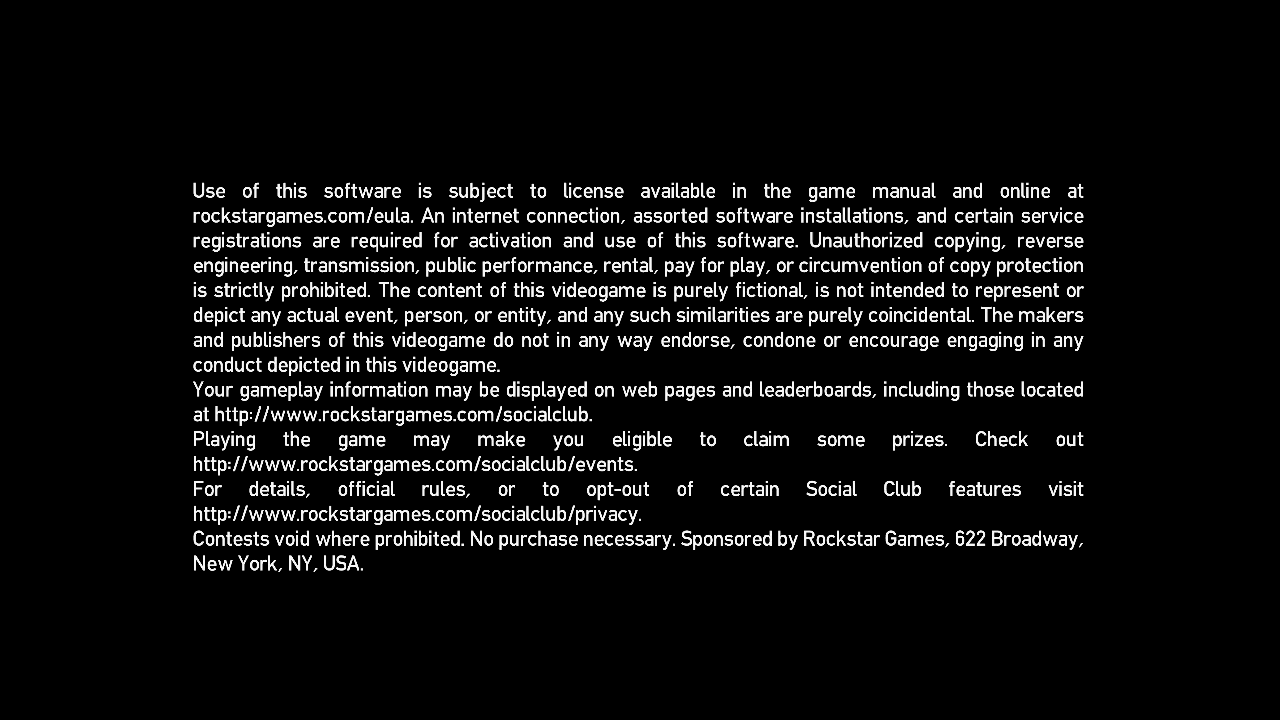 Use of this software is subject to license available in the game manual and online at
rockstargames.com/eula. An internet connection, assorted software installations, and certain service
registrations are required for activation and use of this software. Unauthorized copying, reverse
engineering, transmission, public performance, rental, pay for play, or circumvention of copy protection
is strictly prohibited. The content of this videogame is purely fictional, is not intended to represent or
depict any actual event, person, or entity, and any such similarities are purely coincidental. The makers
and publishers of this videogame do not in any way endorse, condone or encourage engaging in any
conduct depicted in this videogame.
Your gameplay information may be displayed on web pages and leaderboards, including those located
at http://www.rockstargames.com/socialclub.
Playing the game may make you eligible to claim some prizes. Check out
http://www.rockstargames.com/socialclub/events.
For details, official rules, or to opt-out of certain Social Club features visit
http://www.rockstargames.com/socialclub/privacy.
Contests void where prohibited. No purchase necessary. Sponsored by Rockstar Games, 622 Broadway,
New York, NY, USA.